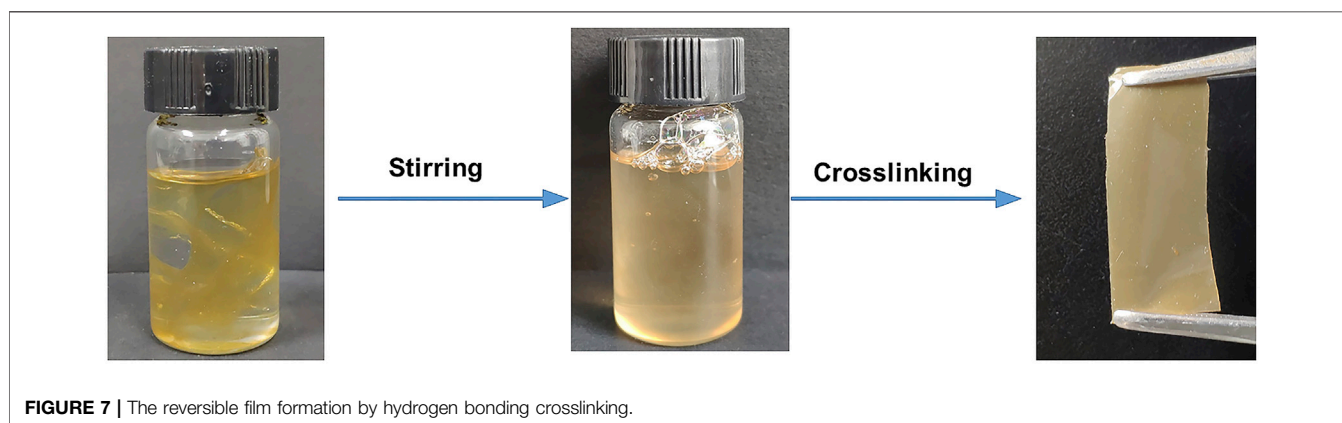 Stirring
Crosslinking
FIGURE 7 | The reversible film formation by hydrogen bonding crosslinking.